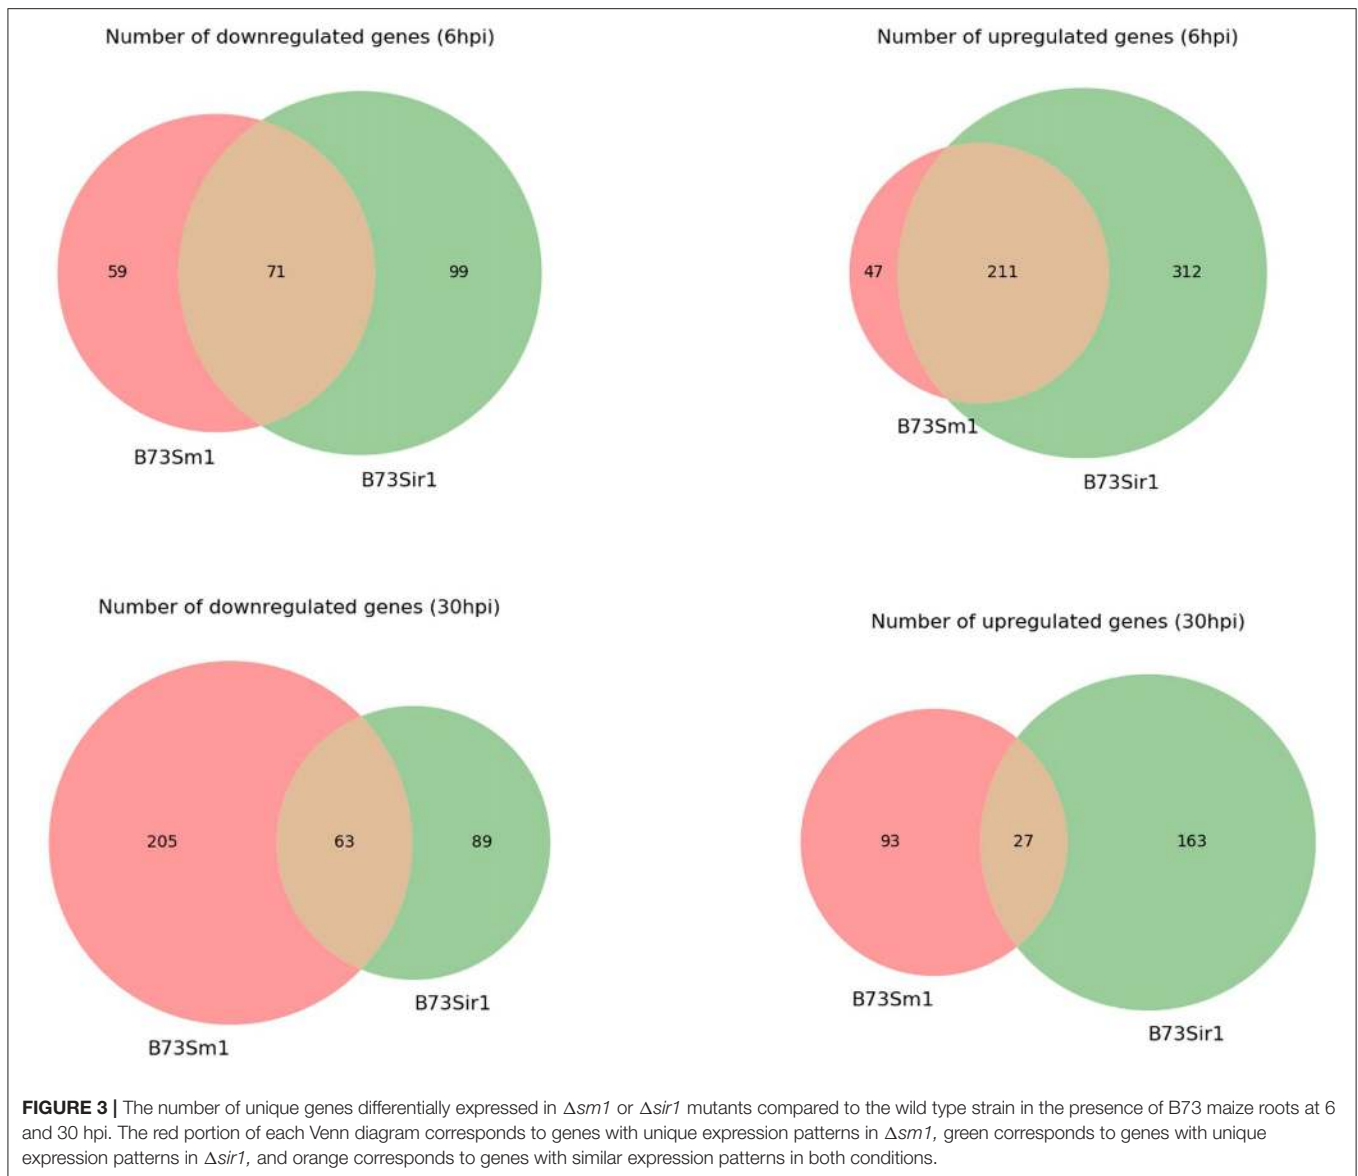 Number of downregulated genes (6hpi)
59
71
99
B73Sm1
B73Sir1
Number of upregulated genes (6hpi)
47
211
312
B73Sm1
B73Sir1
Number of downregulated genes (30hpi)
205
63
89
B73Sir1
B73Sm1
Number of upregulated genes (30hpi)
93
27
163
B73Sm1
B73Sir1
FIGURE 3 | The number of unique genes differentially expressed in Δsm1 or Δsir1 mutants compared to the wild type strain in the presence of B73 maize roots at 6
and 30 hpi. The red portion of each Venn diagram corresponds to genes with unique expression patterns in Δsm1, green corresponds to genes with unique
expression patterns in Δsir1, and orange corresponds to genes with similar expression patterns in both conditions.